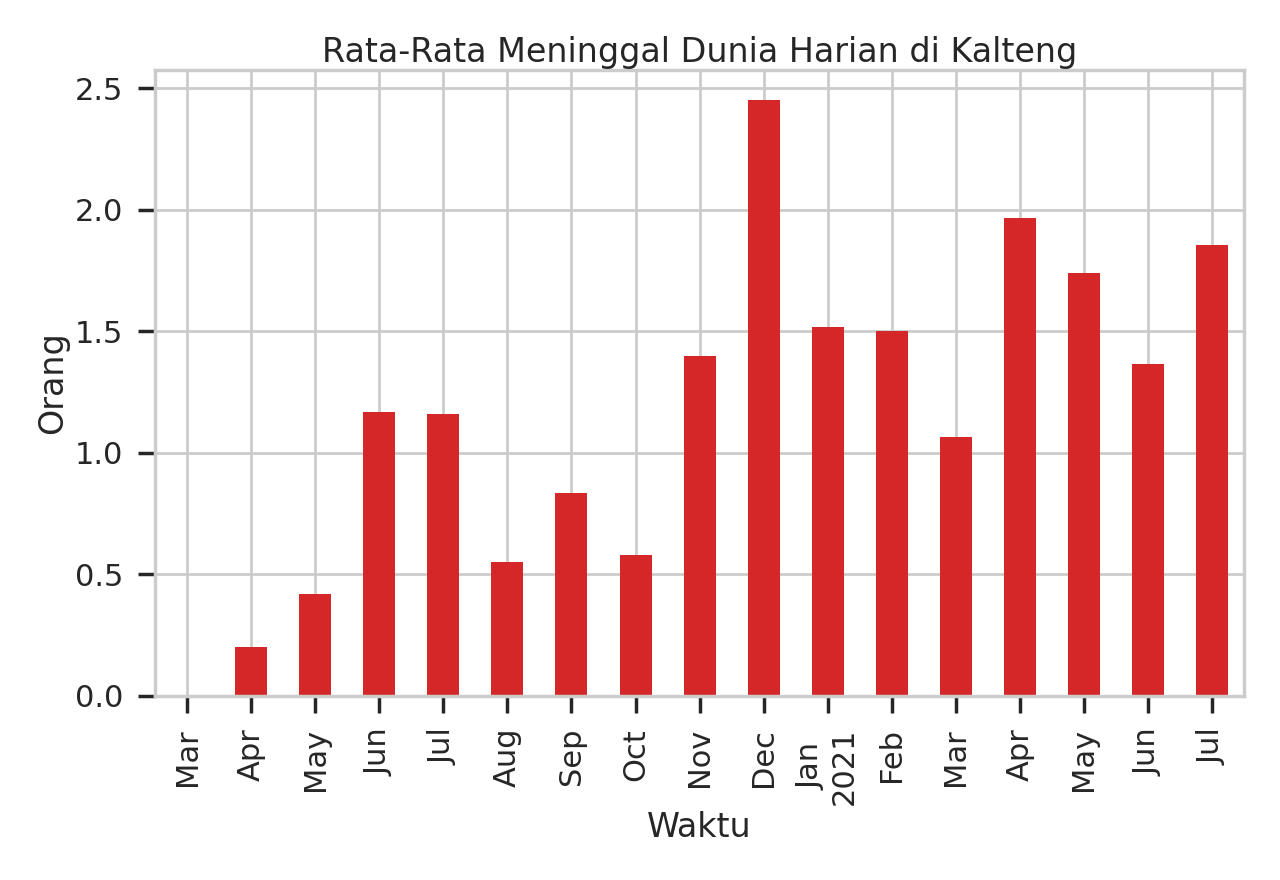 Rata-Rata Meninggal Dunia Harian di Kalteng
Orang
2.5
2.0
1.5
1.0
0.5
0.0
Mar
Apr
May
Jun
Jul
Aug
Sep
Oct
Nov
Dec
Jan
2021
Feb
Mar
Apr
May
Jun
Jul
Waktu